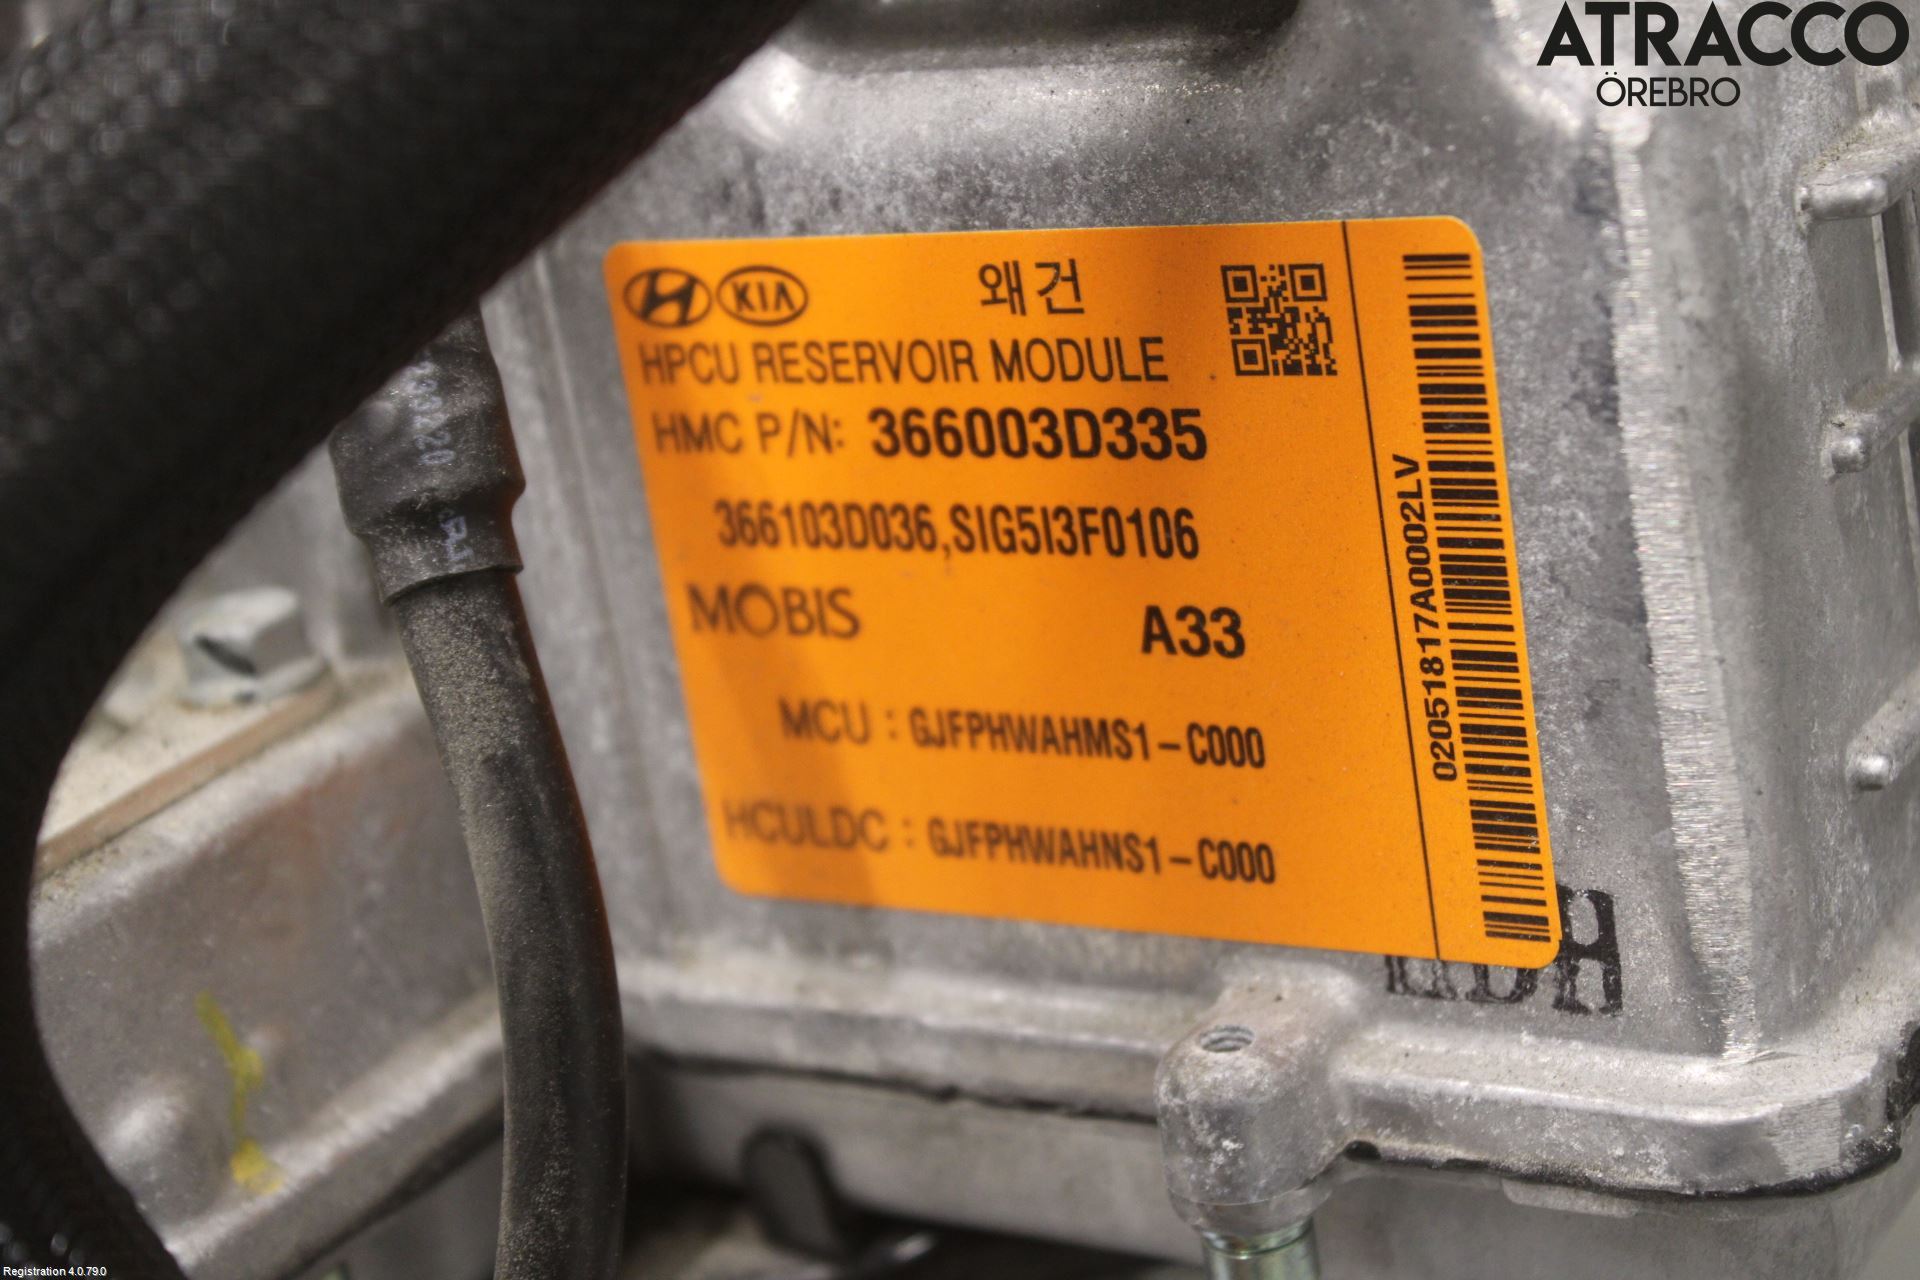 ATRACCO
ÖREBRO
KIA 왜건
HPCU RESERVOIR MODULE
HMC P/N: 366003D335
366103D036,SIG5I3F0106
MOBIS A33
MCU : GJFPHWAHMS1-C000
HCULDC : GJFPHWAHNS1-C000
02051817A0002LV
Registration 4.0.79.0